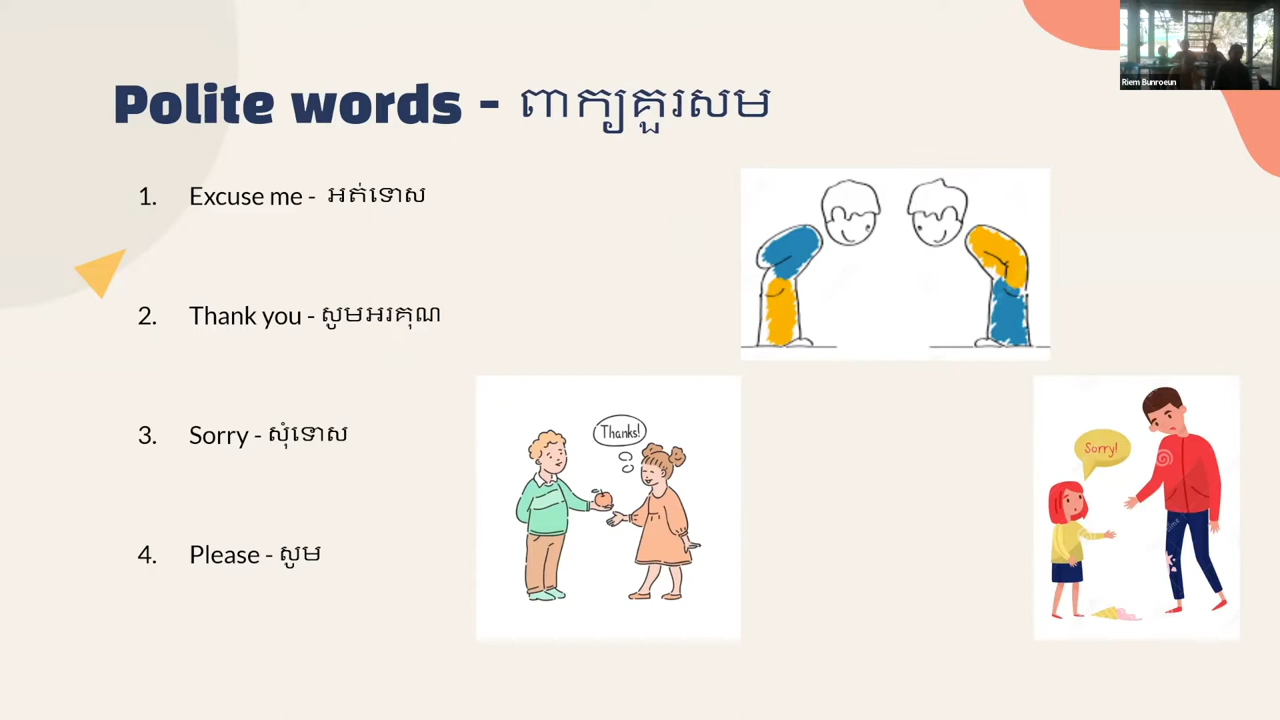 Riem Bunroeun
Polite words - ពាក្យគួរសម
1. Excuse me - អត់ទោស
2. Thank you - សូមអរគុណ
3. Sorry - សុំទោស
4. Please - សូម
Thanks!
Sorry!